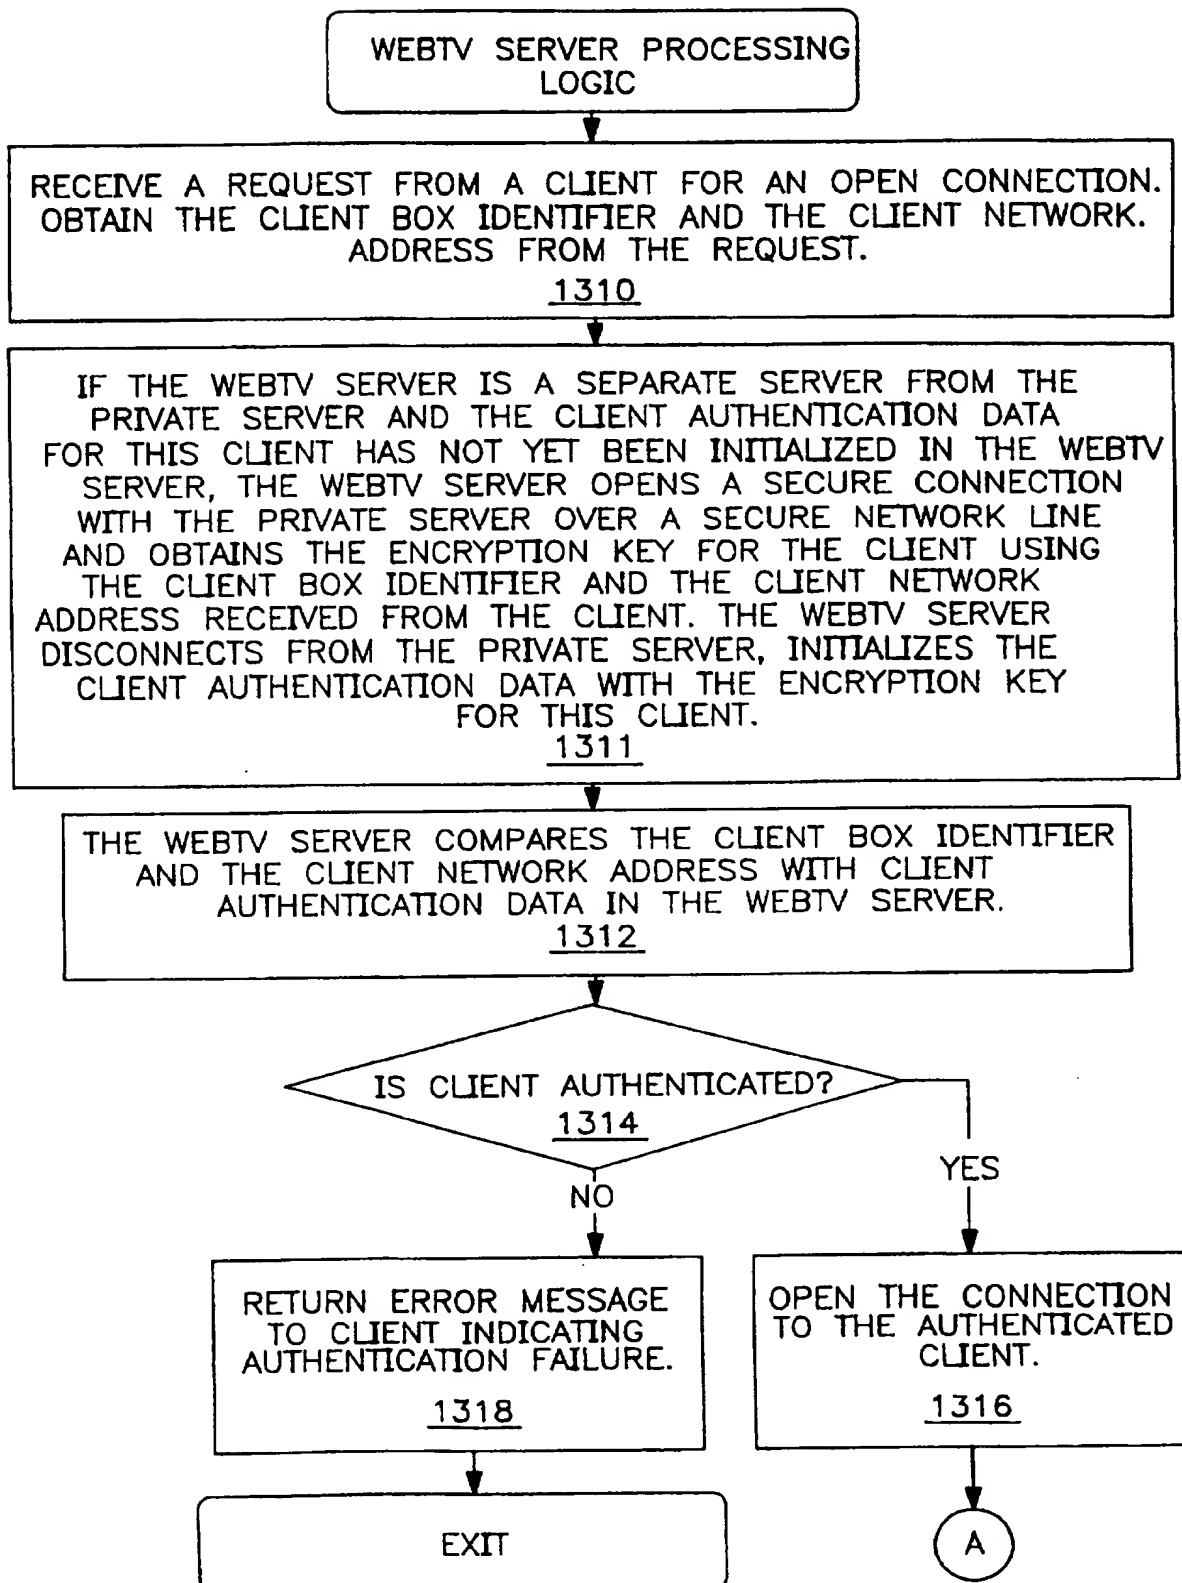 WEBTV SERVER PROCESSING
LOGIC
RECEIVE A REQUEST FROM A CLIENT FOR AN OPEN CONNECTION.
OBTAIN THE CLIENT BOX IDENTIFIER AND THE CLIENT NETWORK.
ADDRESS FROM THE REQUEST.
1310
IF THE WEBTV SERVER IS A SEPARATE SERVER FROM THE
PRIVATE SERVER AND THE CLIENT AUTHENTICATION DATA
FOR THIS CLIENT HAS NOT YET BEEN INITIALIZED IN THE WEBTV
SERVER, THE WEBTV SERVER OPENS A SECURE CONNECTION
WITH THE PRIVATE SERVER OVER A SECURE NETWORK LINE
AND OBTAINS THE ENCRYPTION KEY FOR THE CLIENT USING
THE CLIENT BOX IDENTIFIER AND THE CLIENT NETWORK
ADDRESS RECEIVED FROM THE CLIENT. THE WEBTV SERVER
DISCONNECTS FROM THE PRIVATE SERVER, INITIALIZES THE
CLIENT AUTHENTICATION DATA WITH THE ENCRYPTION KEY
FOR THIS CLIENT.
1311
THE WEBTV SERVER COMPARES THE CLIENT BOX IDENTIFIER
AND THE CLIENT NETWORK ADDRESS WITH CLIENT
AUTHENTICATION DATA IN THE WEBTV SERVER.
1312
IS CLIENT AUTHENTICATED?
1314
NO
YES
RETURN ERROR MESSAGE
TO CLIENT INDICATING
AUTHENTICATION FAILURE.
1318
OPEN THE CONNECTION
TO THE AUTHENTICATED
CLIENT.
1316
EXIT
A